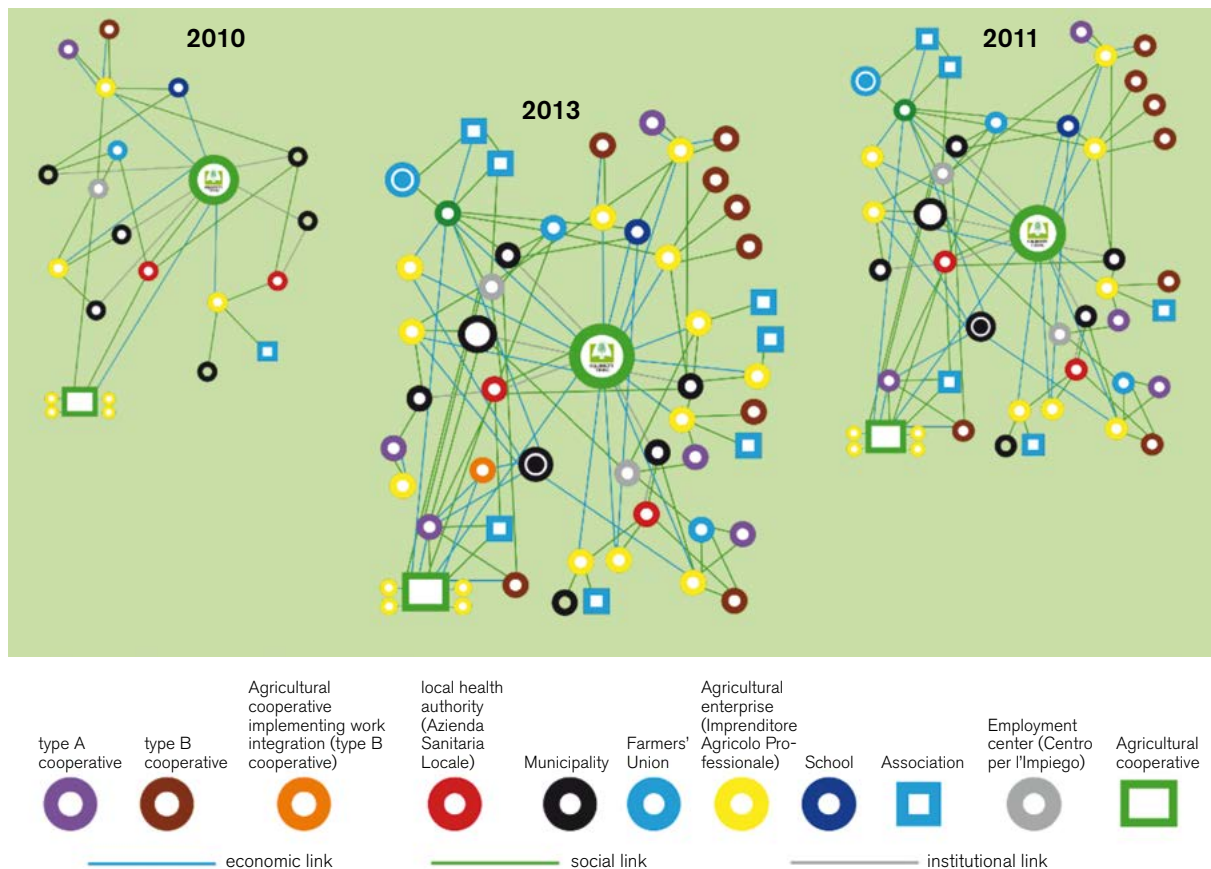 2010
2013
2011
type A
cooperative
type B
cooperative
Agricultural
cooperative
implementing work
integration (type B
cooperative)
local health
authority
(Azienda
Sanitaria
Locale)
Municipality
Farmers'
Union
Agricultural
enterprise
(Imprenditore
Agricolo Pro-
fessionale)
School
Association
Employment
center (Centro
per l'Impiego)
Agricultural
cooperative
economic link
social link
institutional link